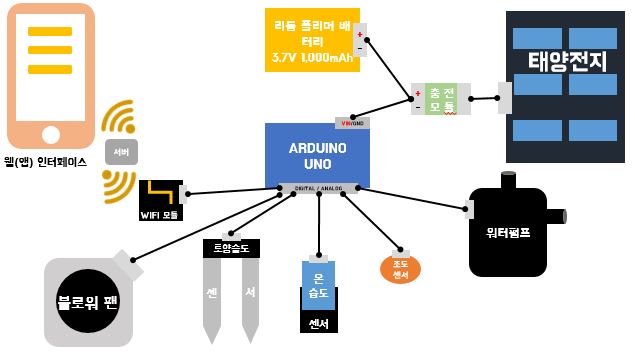 리튬 폴리머 배
터리
3.7V 1,000mAh
+
-
태양전지
+
-
충 전
모 듈
VIN/GND
ARDUINO
UNO
DIGITAL / ANALOG
웹(앱) 인터페이스
서버
WIFI 모듈
워터펌프
토양습도
센
서
온
습도
센서
조도
센서
블로워 팬